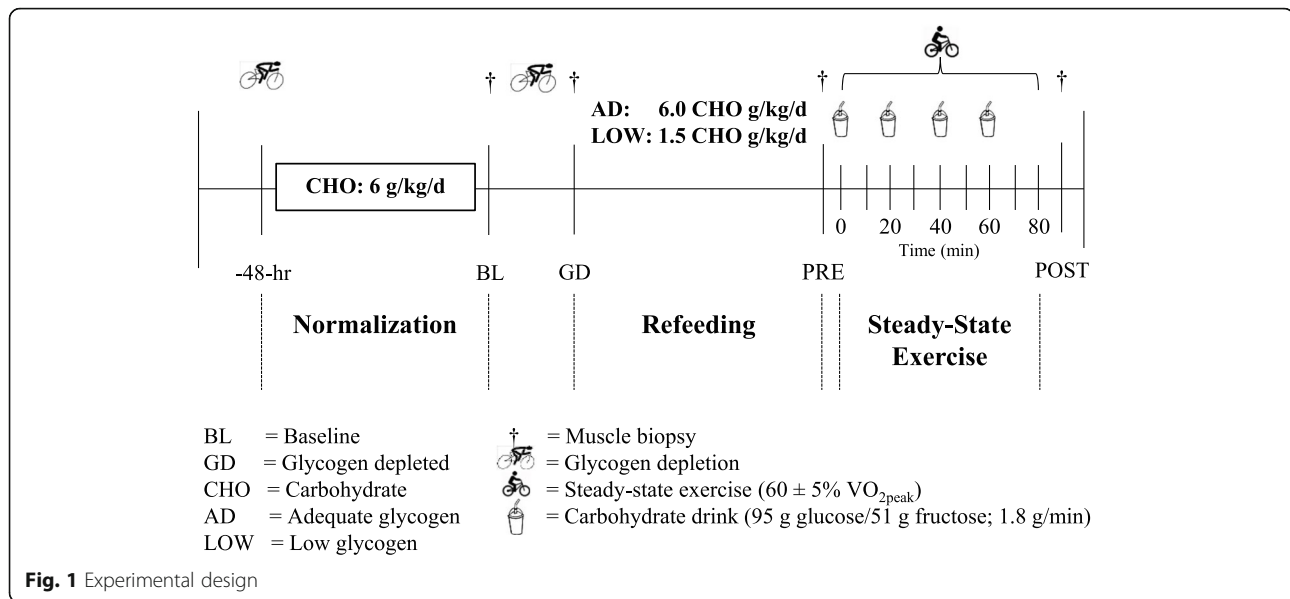 † † † †
AD: 6.0 CHO g/kg/d
LOW: 1.5 CHO g/kg/d
CHO: 6 g/kg/d
0 20 40 60 80
Time (min)
-48-hr BL GD PRE POST
Normalization Refeeding Steady-State
Exercise
BL = Baseline
GD = Glycogen depleted
CHO = Carbohydrate
AD = Adequate glycogen
LOW = Low glycogen
† = Muscle biopsy
= Glycogen depletion
= Steady-state exercise (60 ± 5% VO2peak)
= Carbohydrate drink (95 g glucose/51 g fructose; 1.8 g/min)
Fig. 1 Experimental design